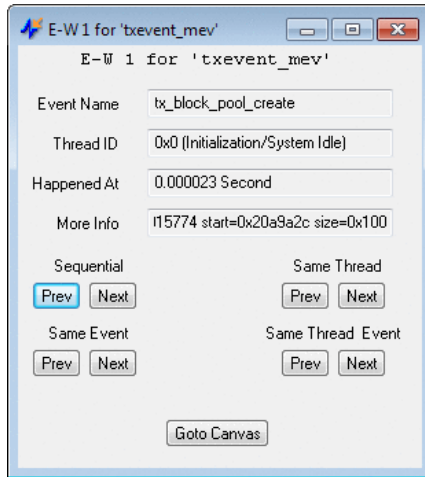 E-W 1 for 'txevent_mev'
E-W 1 for 'txevent_mev'
Event Name tx_block_pool_create
Thread ID 0x0 (Initialization/System Idle)
Happened At 0.000023 Second
More Info start=0x20a9a2c size=0x100
Sequential Same Thread
Prev Next Prev Next
Same Event Same Thread Event
Prev Next Prev Next
Goto Canvas